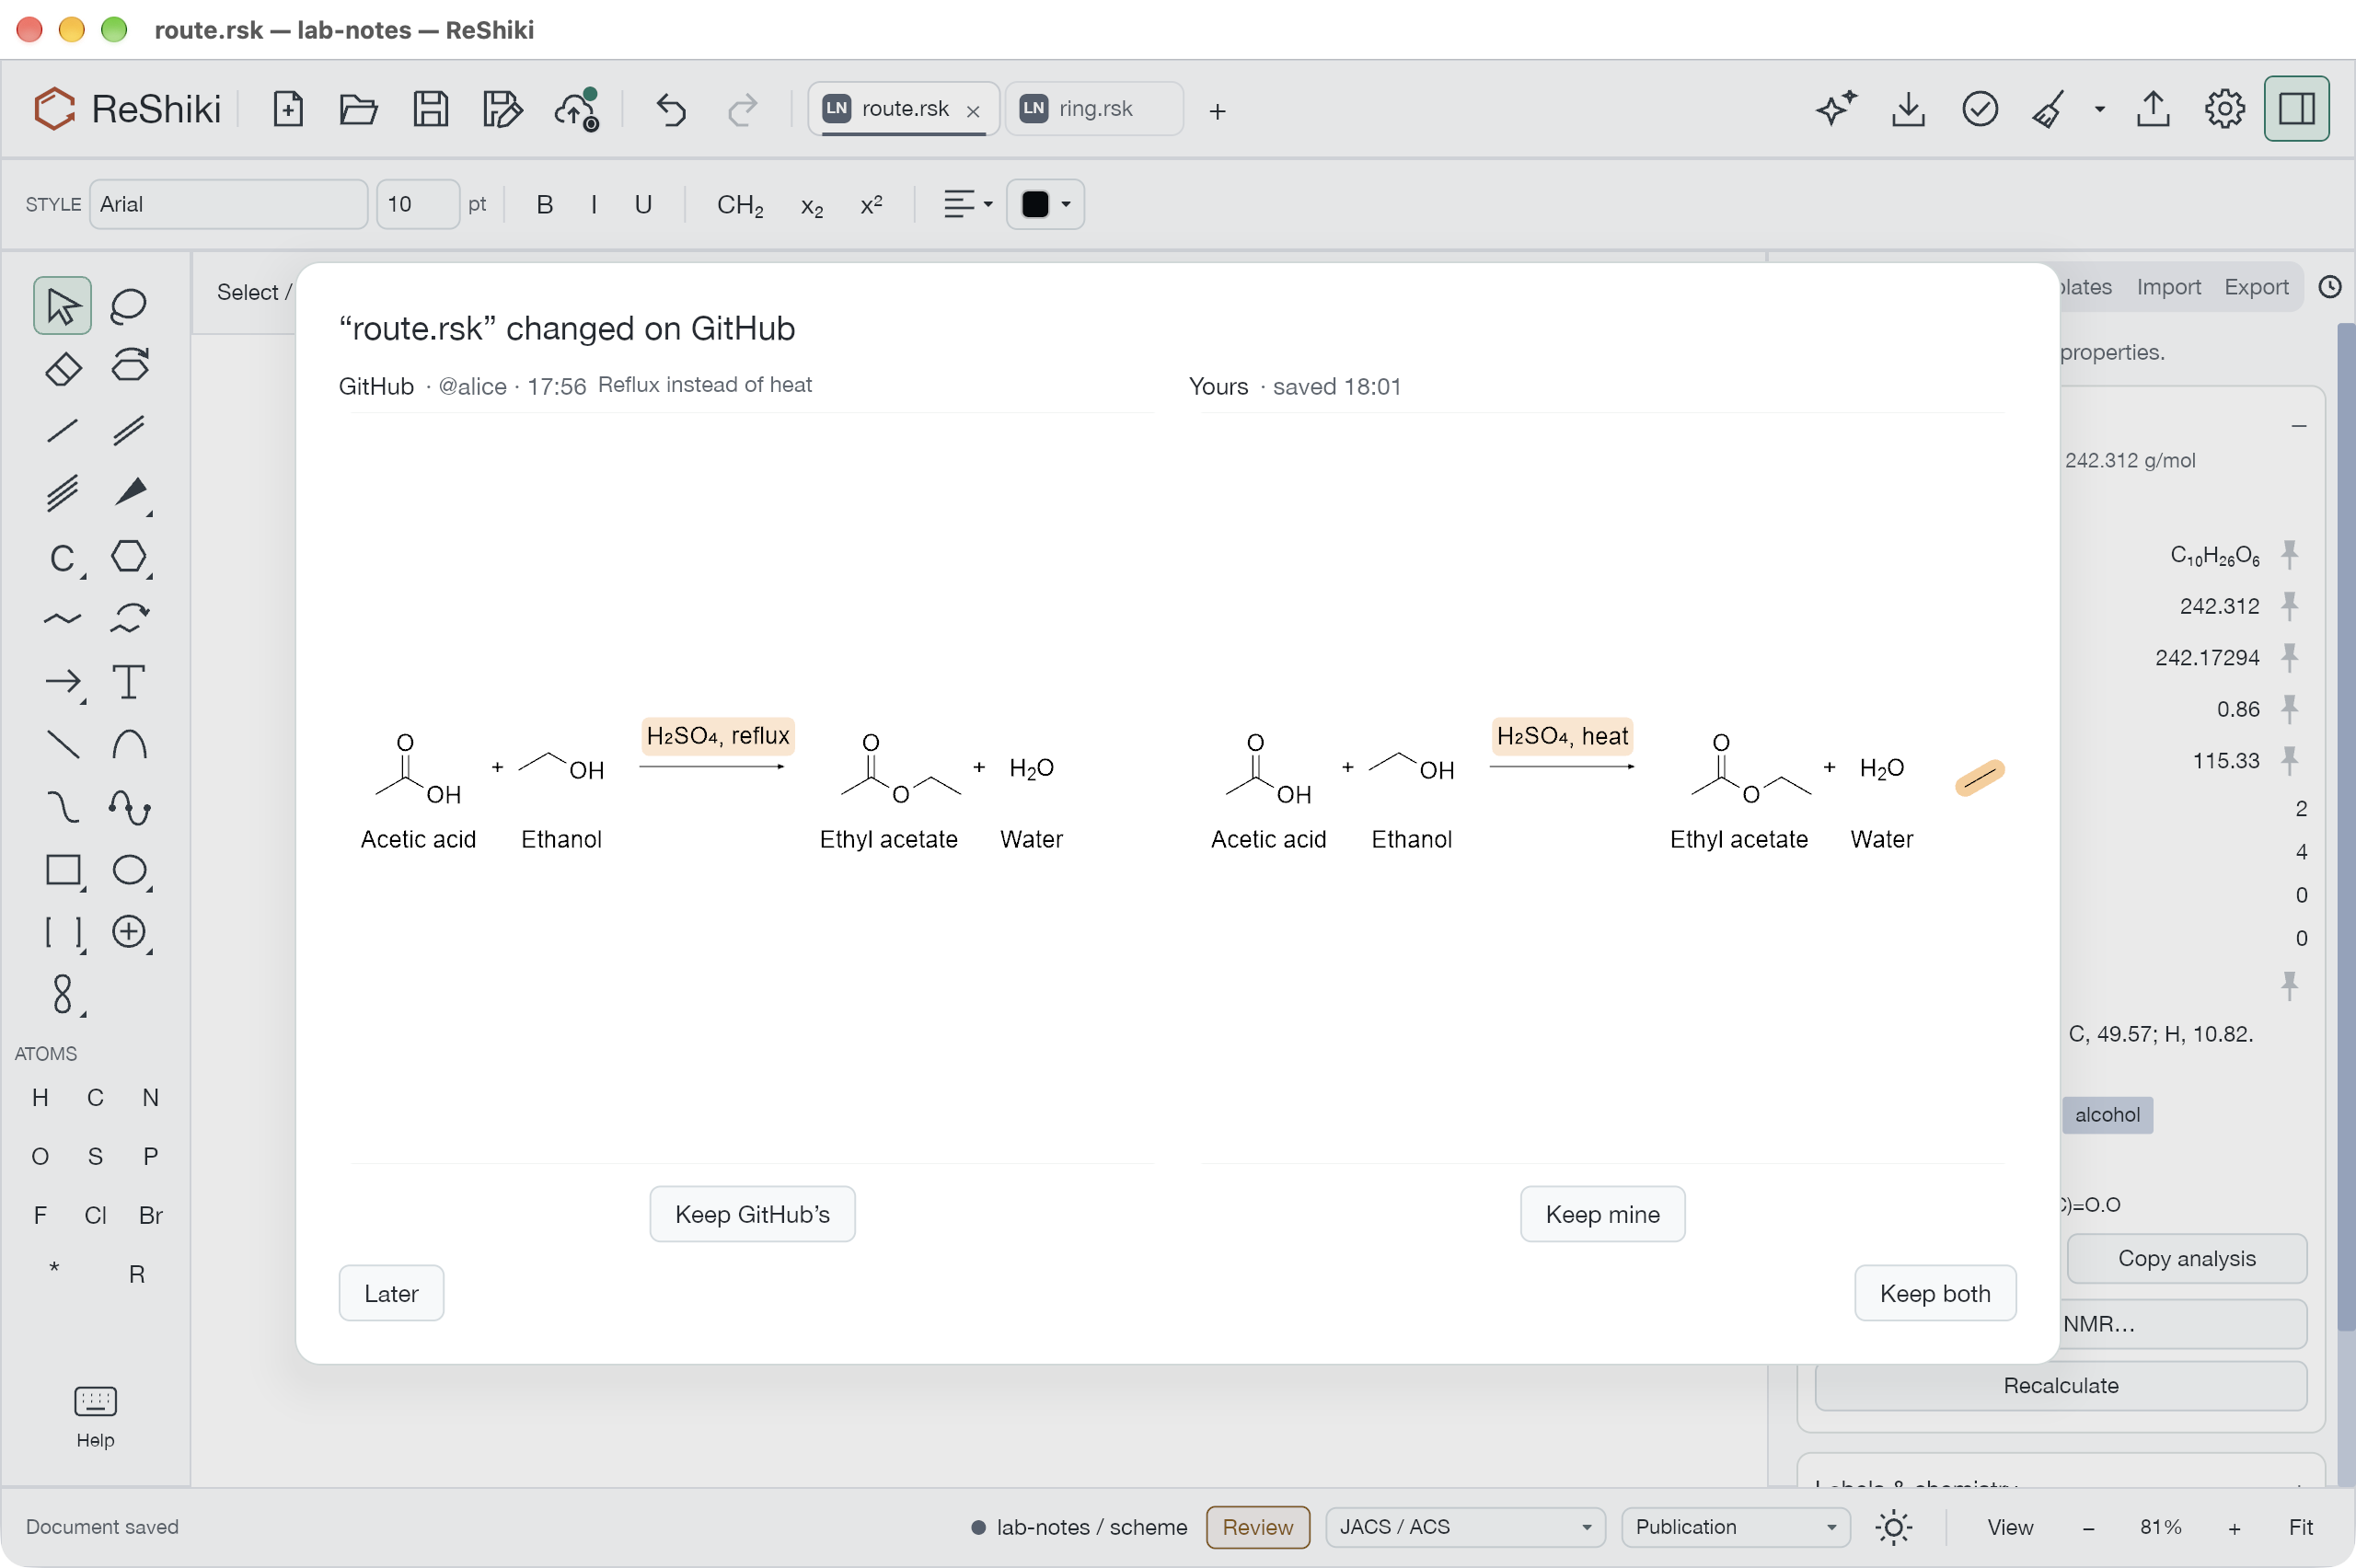 route.rsk — lab-notes — ReShiki
ReShiki
LN route.rsk ×
LN ring.rsk
+
STYLE Arial 10 pt B I U CH₂ x₂ x²
Select /
lates Import Export
“route.rsk” changed on GitHub
GitHub · @alice · 17:56 Reflux instead of heat
Yours · saved 18:01
properties.
242.312 g/mol
C₁₀H₂₆O₆
242.312
242.17294
0.86
115.33
2
4
0
0
C, 49.57; H, 10.82.
alcohol
C)=O.O
Copy analysis
NMR...
Recalculate
Labels & chemistry
O
OH
+
OH
H₂SO₄, reflux
O
O
+
H₂O
Acetic acid Ethanol Ethyl acetate Water
O
OH
+
OH
H₂SO₄, heat
O
O
+
H₂O
Acetic acid Ethanol Ethyl acetate Water
Keep GitHub’s
Keep mine
Later
Keep both
C
T
[ ]
ATOMS
H C N
O S P
F Cl Br
* R
Help
Document saved
lab-notes / scheme
Review
JACS / ACS
Publication
View − 81% + Fit